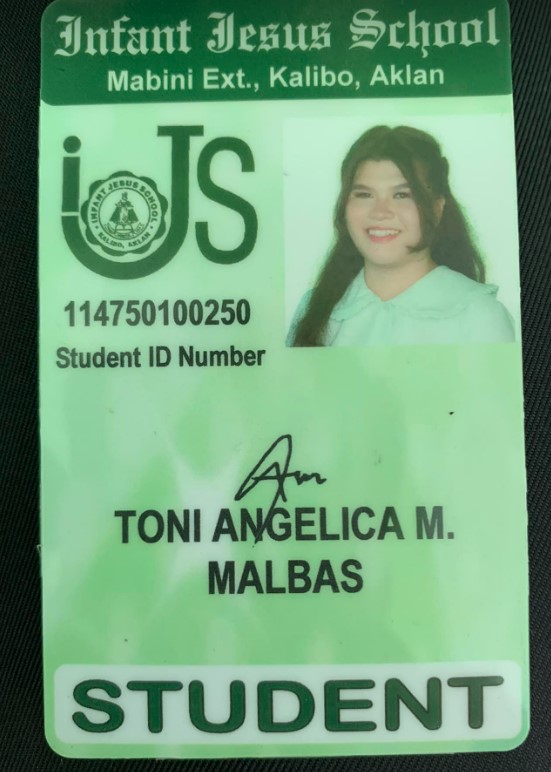 Infant Jesus School
Mabini Ext., Kalibo, Aklan
iJS
INFANT JESUS SCHOOL
KALIBO, AKLAN
114750100250
Student ID Number
TONI ANGELICA M.
MALBAS
STUDENT